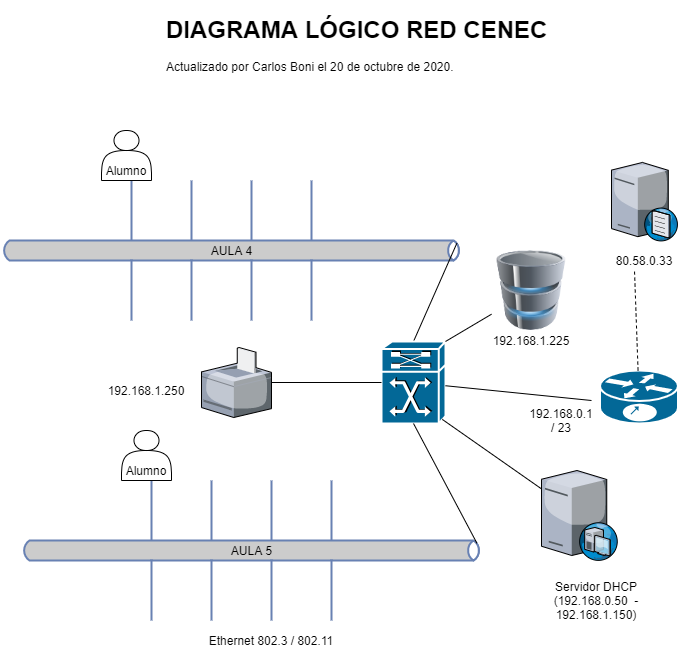 DIAGRAMA LÓGICO RED CENEC
Actualizado por Carlos Boni el 20 de octubre de 2020.
Alumno
AULA 4
80.58.0.33
192.168.1.225
192.168.1.250
192.168.0.1
/ 23
Alumno
AULA 5
Servidor DHCP
(192.168.0.50 -
192.168.1.150)
Ethernet 802.3 / 802.11